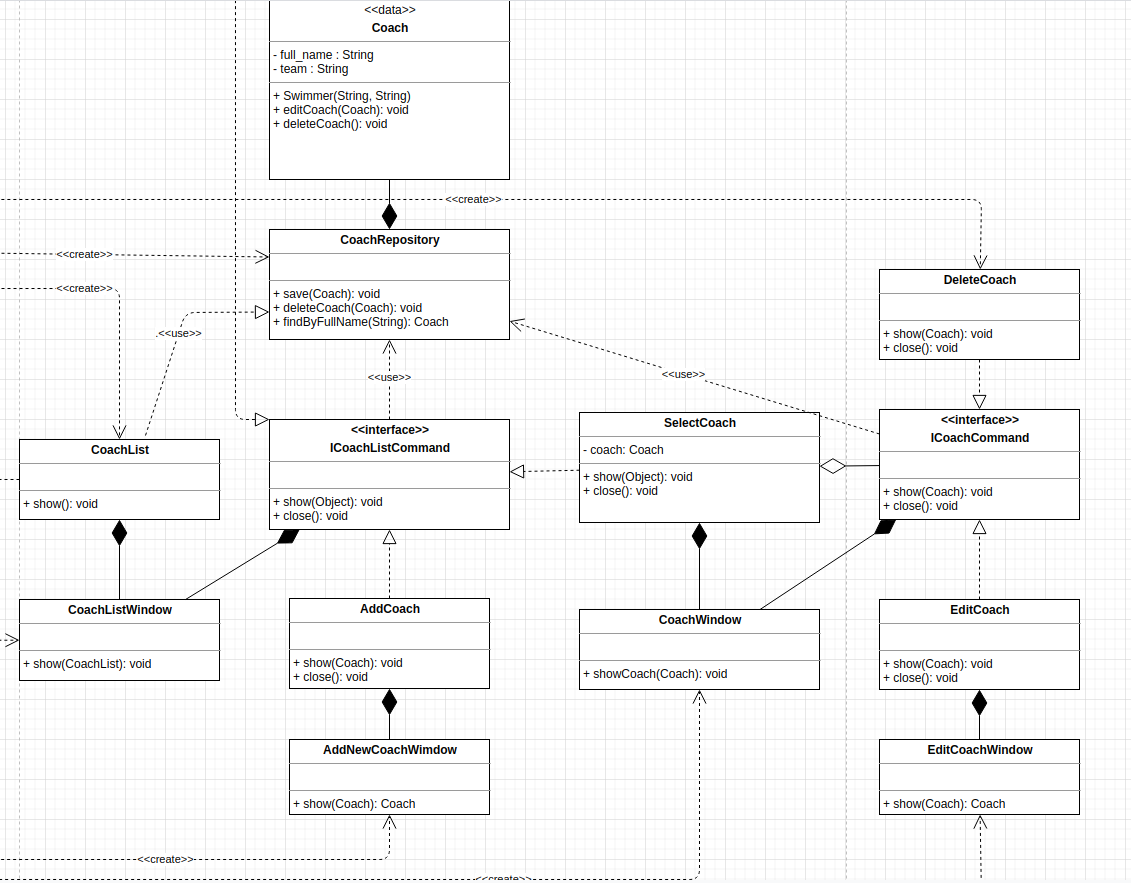 <<data>>
Coach
- full_name : String
- team : String
+ Swimmer(String, String)
+ editCoach(Coach): void
+ deleteCoach(): void
<<create>>
CoachRepository
+ save(Coach): void
+ deleteCoach(Coach): void
+ findByFullName(String): Coach
<<create>>
<<create>>
.<<use>>
<<use>>
<<use>>
DeleteCoach
+ show(Coach): void
+ close(): void
CoachList
+ show(): void
<<interface>>
ICoachListCommand
+ show(Object): void
+ close(): void
SelectCoach
- coach: Coach
+ show(Object): void
+ close(): void
<<interface>>
ICoachCommand
+ show(Coach): void
+ close(): void
CoachListWindow
+ show(CoachList): void
AddCoach
+ show(Coach): void
+ close(): void
CoachWindow
+ showCoach(Coach): void
EditCoach
+ show(Coach): void
+ close(): void
AddNewCoachWimdow
+ show(Coach): Coach
EditCoachWindow
+ show(Coach): Coach
<<create>>
<<create>>